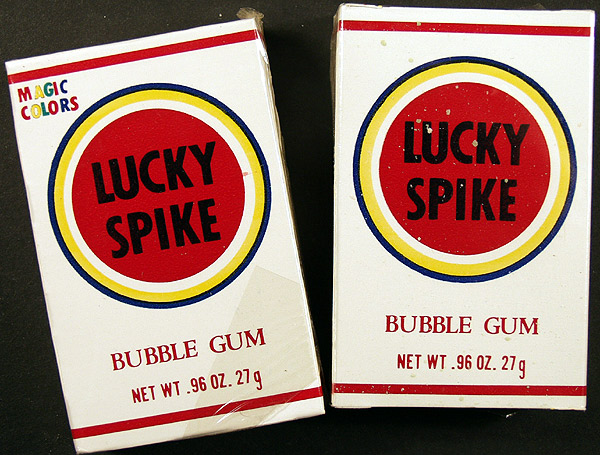 MAGIC
COLORS
LUCKY
SPIKE
BUBBLE GUM
NET WT .96 OZ. 27g
LUCKY
SPIKE
BUBBLE GUM
NET WT .96 OZ. 27g